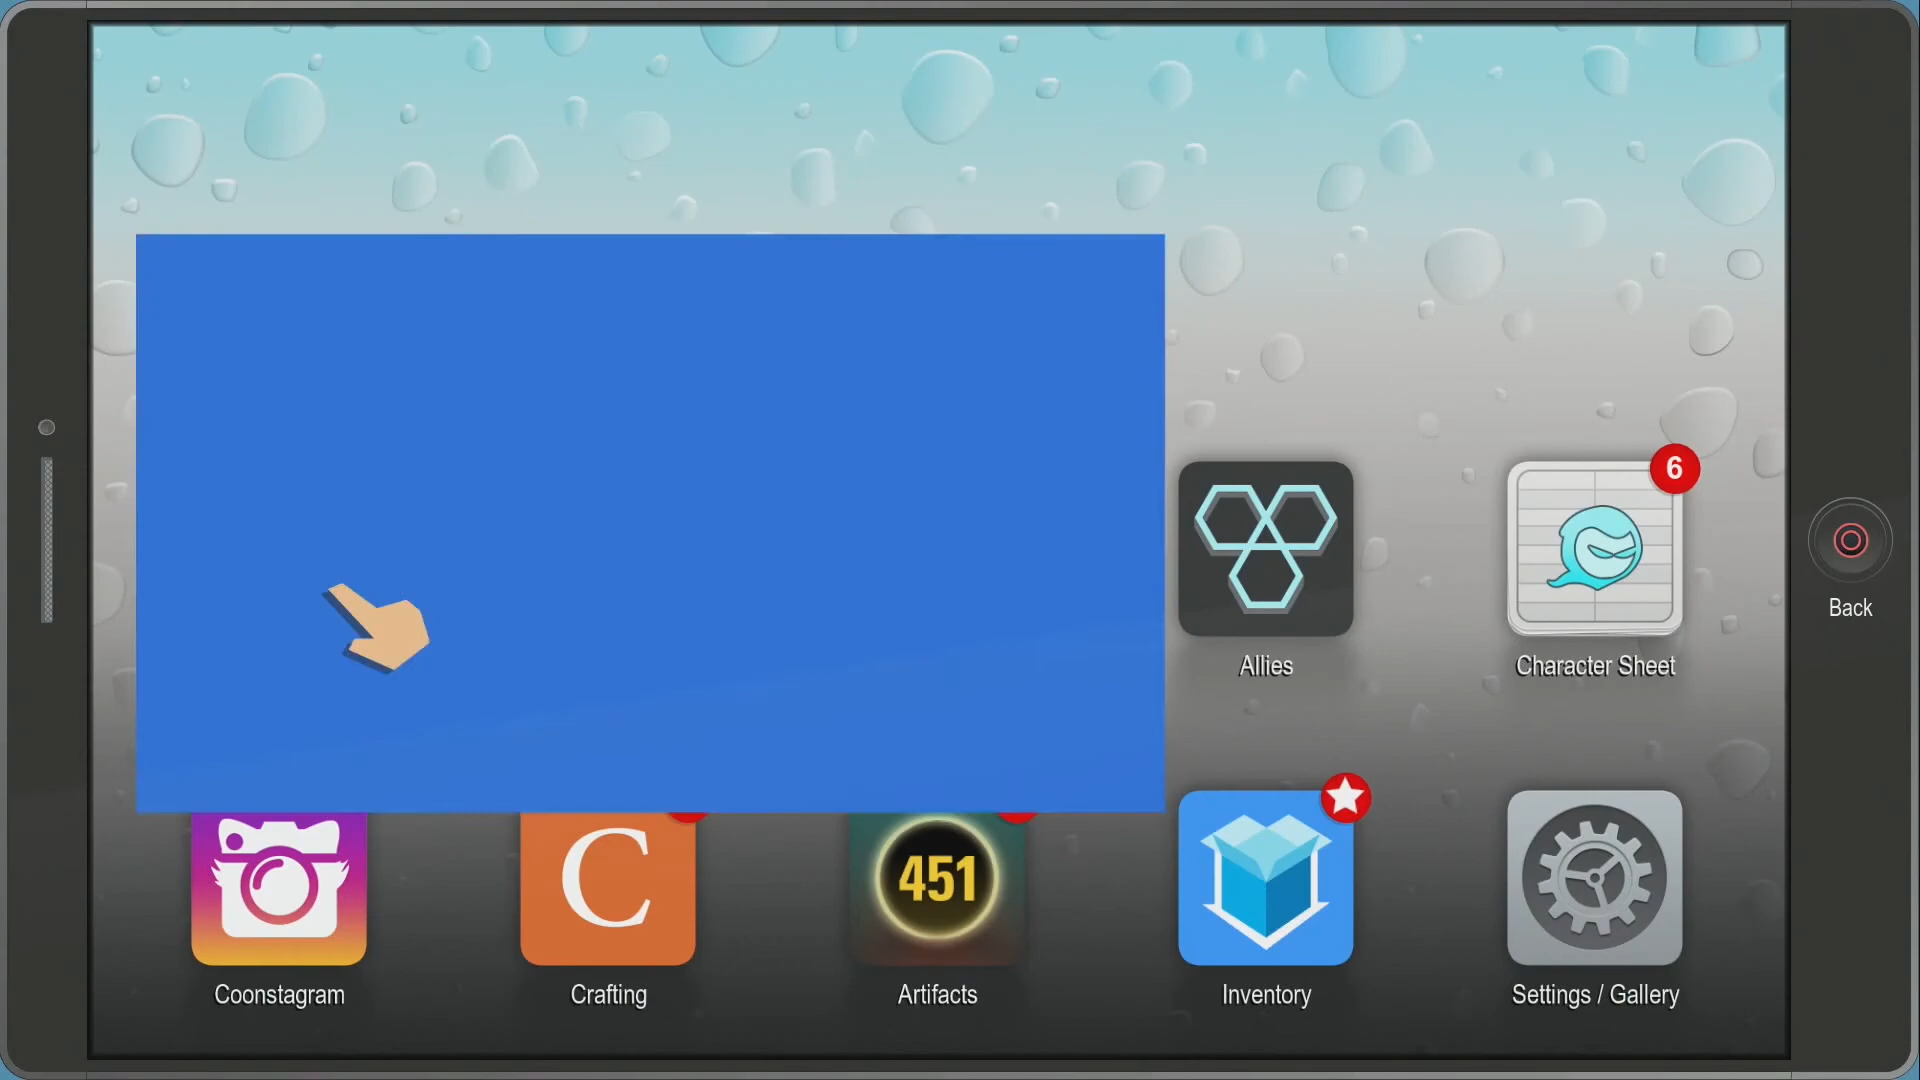 6
Back
Allies
Character Sheet
C
451
Coonstagram
Crafting
Artifacts
Inventory
Settings / Gallery